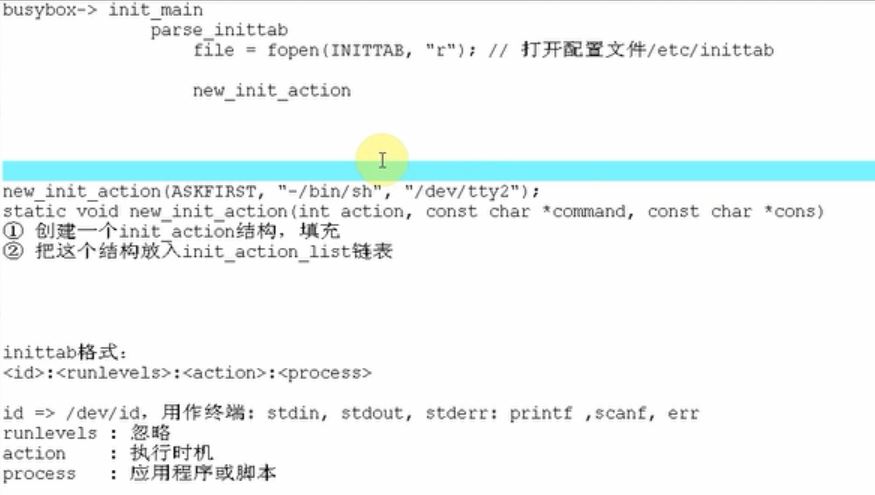 busybox-> init_main
parse_inittab
file = fopen(INITTAB, "r"); // 打开配置文件/etc/inittab
new_init_action
new_init_action(ASKFIRST, "-/bin/sh", "/dev/tty2");
static void new_init_action(int action, const char *command, const char *cons)
① 创建一个init_action结构，填充
② 把这个结构放入init_action_list链表
inittab格式：
<id>:<runlevels>:<action>:<process>
id => /dev/id，用作终端: stdin, stdout, stderr: printf ,scanf, err
runlevels : 忽略
action : 执行时机
process : 应用程序或脚本